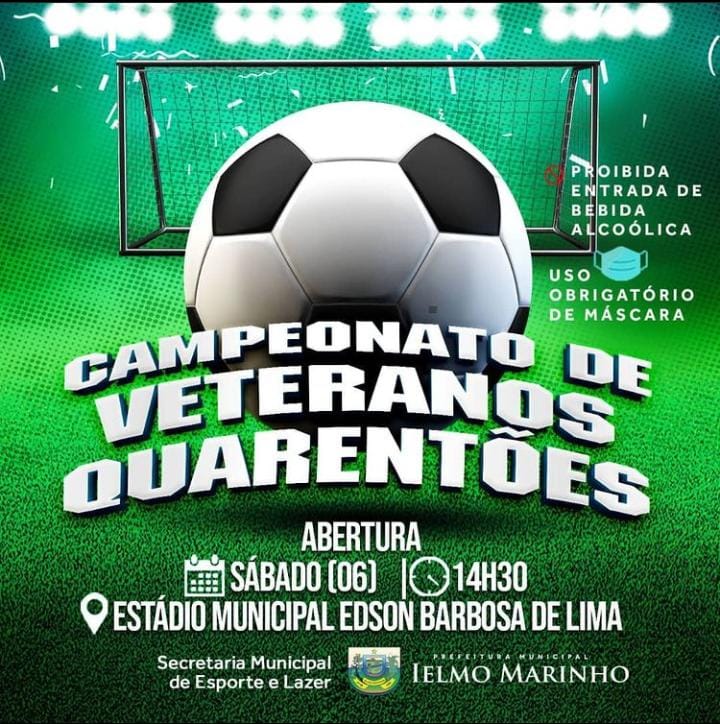 PROIBIDA
ENTRADA DE
BEBIDA
ALCOÓLICA
USO
OBRIGATÓRIO
DE MÁSCARA
CAMPEONATO DE
VETERANOS
QUARENTÕES
ABERTURA
SÁBADO (06) | 14H30
ESTÁDIO MUNICIPAL EDSON BARBOSA DE LIMA
Secretaria Municipal
de Esporte e Lazer
PREFEITURA MUNICIPAL
IELMO MARINHO